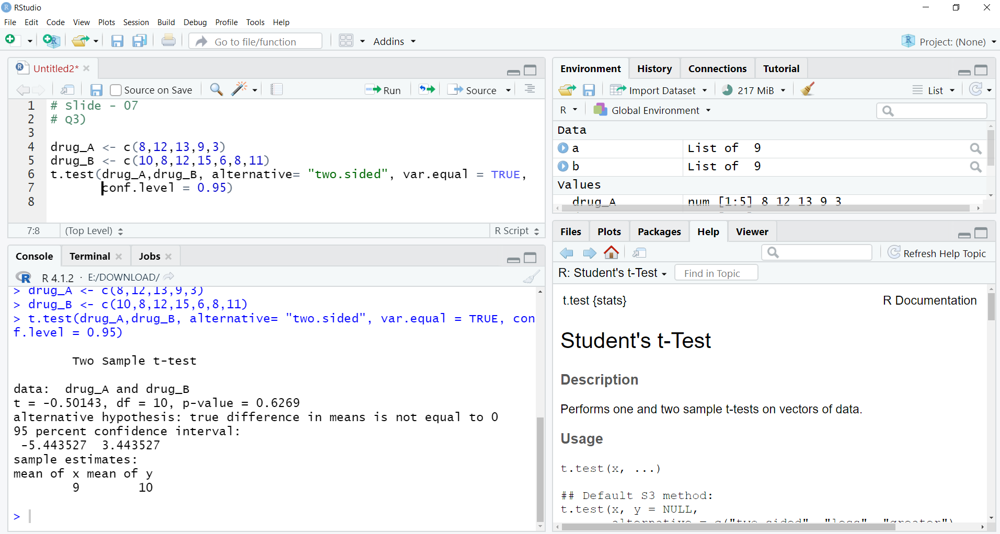 RStudio
File Edit Code View Plots Session Build Debug Profile Tools Help
Go to file/function Addins Project: (None)
Untitled2*
Source on Save Run Source
1 # Slide - 07
2 # Q3)
3
4 drug_A <- c(8,12,13,9,3)
5 drug_B <- c(10,8,12,15,6,8,11)
6 t.test(drug_A,drug_B, alternative= "two.sided", var.equal = TRUE,
7 conf.level = 0.95)
8
7:8 (Top Level) R Script
Console Terminal Jobs
R 4.1.2 · E:/DOWNLOAD/
> drug_A <- c(8,12,13,9,3)
> drug_B <- c(10,8,12,15,6,8,11)
> t.test(drug_A,drug_B, alternative= "two.sided", var.equal = TRUE, con
f.level = 0.95)
Two Sample t-test
data:  drug_A and drug_B
t = -0.50143, df = 10, p-value = 0.6269
alternative hypothesis: true difference in means is not equal to 0
95 percent confidence interval:
-5.443527  3.443527
sample estimates:
mean of x mean of y
9 10
>
Environment History Connections Tutorial
Import Dataset 217 MiB List
R Global Environment
Data
a List of 9
b List of 9
Values
drug_A num [1:5] 8 12 13 9 3
Files Plots Packages Help Viewer
Refresh Help Topic
R: Student's t-Test Find in Topic
t.test {stats} R Documentation
Student's t-Test
Description
Performs one and two sample t-tests on vectors of data.
Usage
t.test(x, ...)
## Default S3 method:
t.test(x, y = NULL,
alternative = c("two.sided", "less", "greater"),